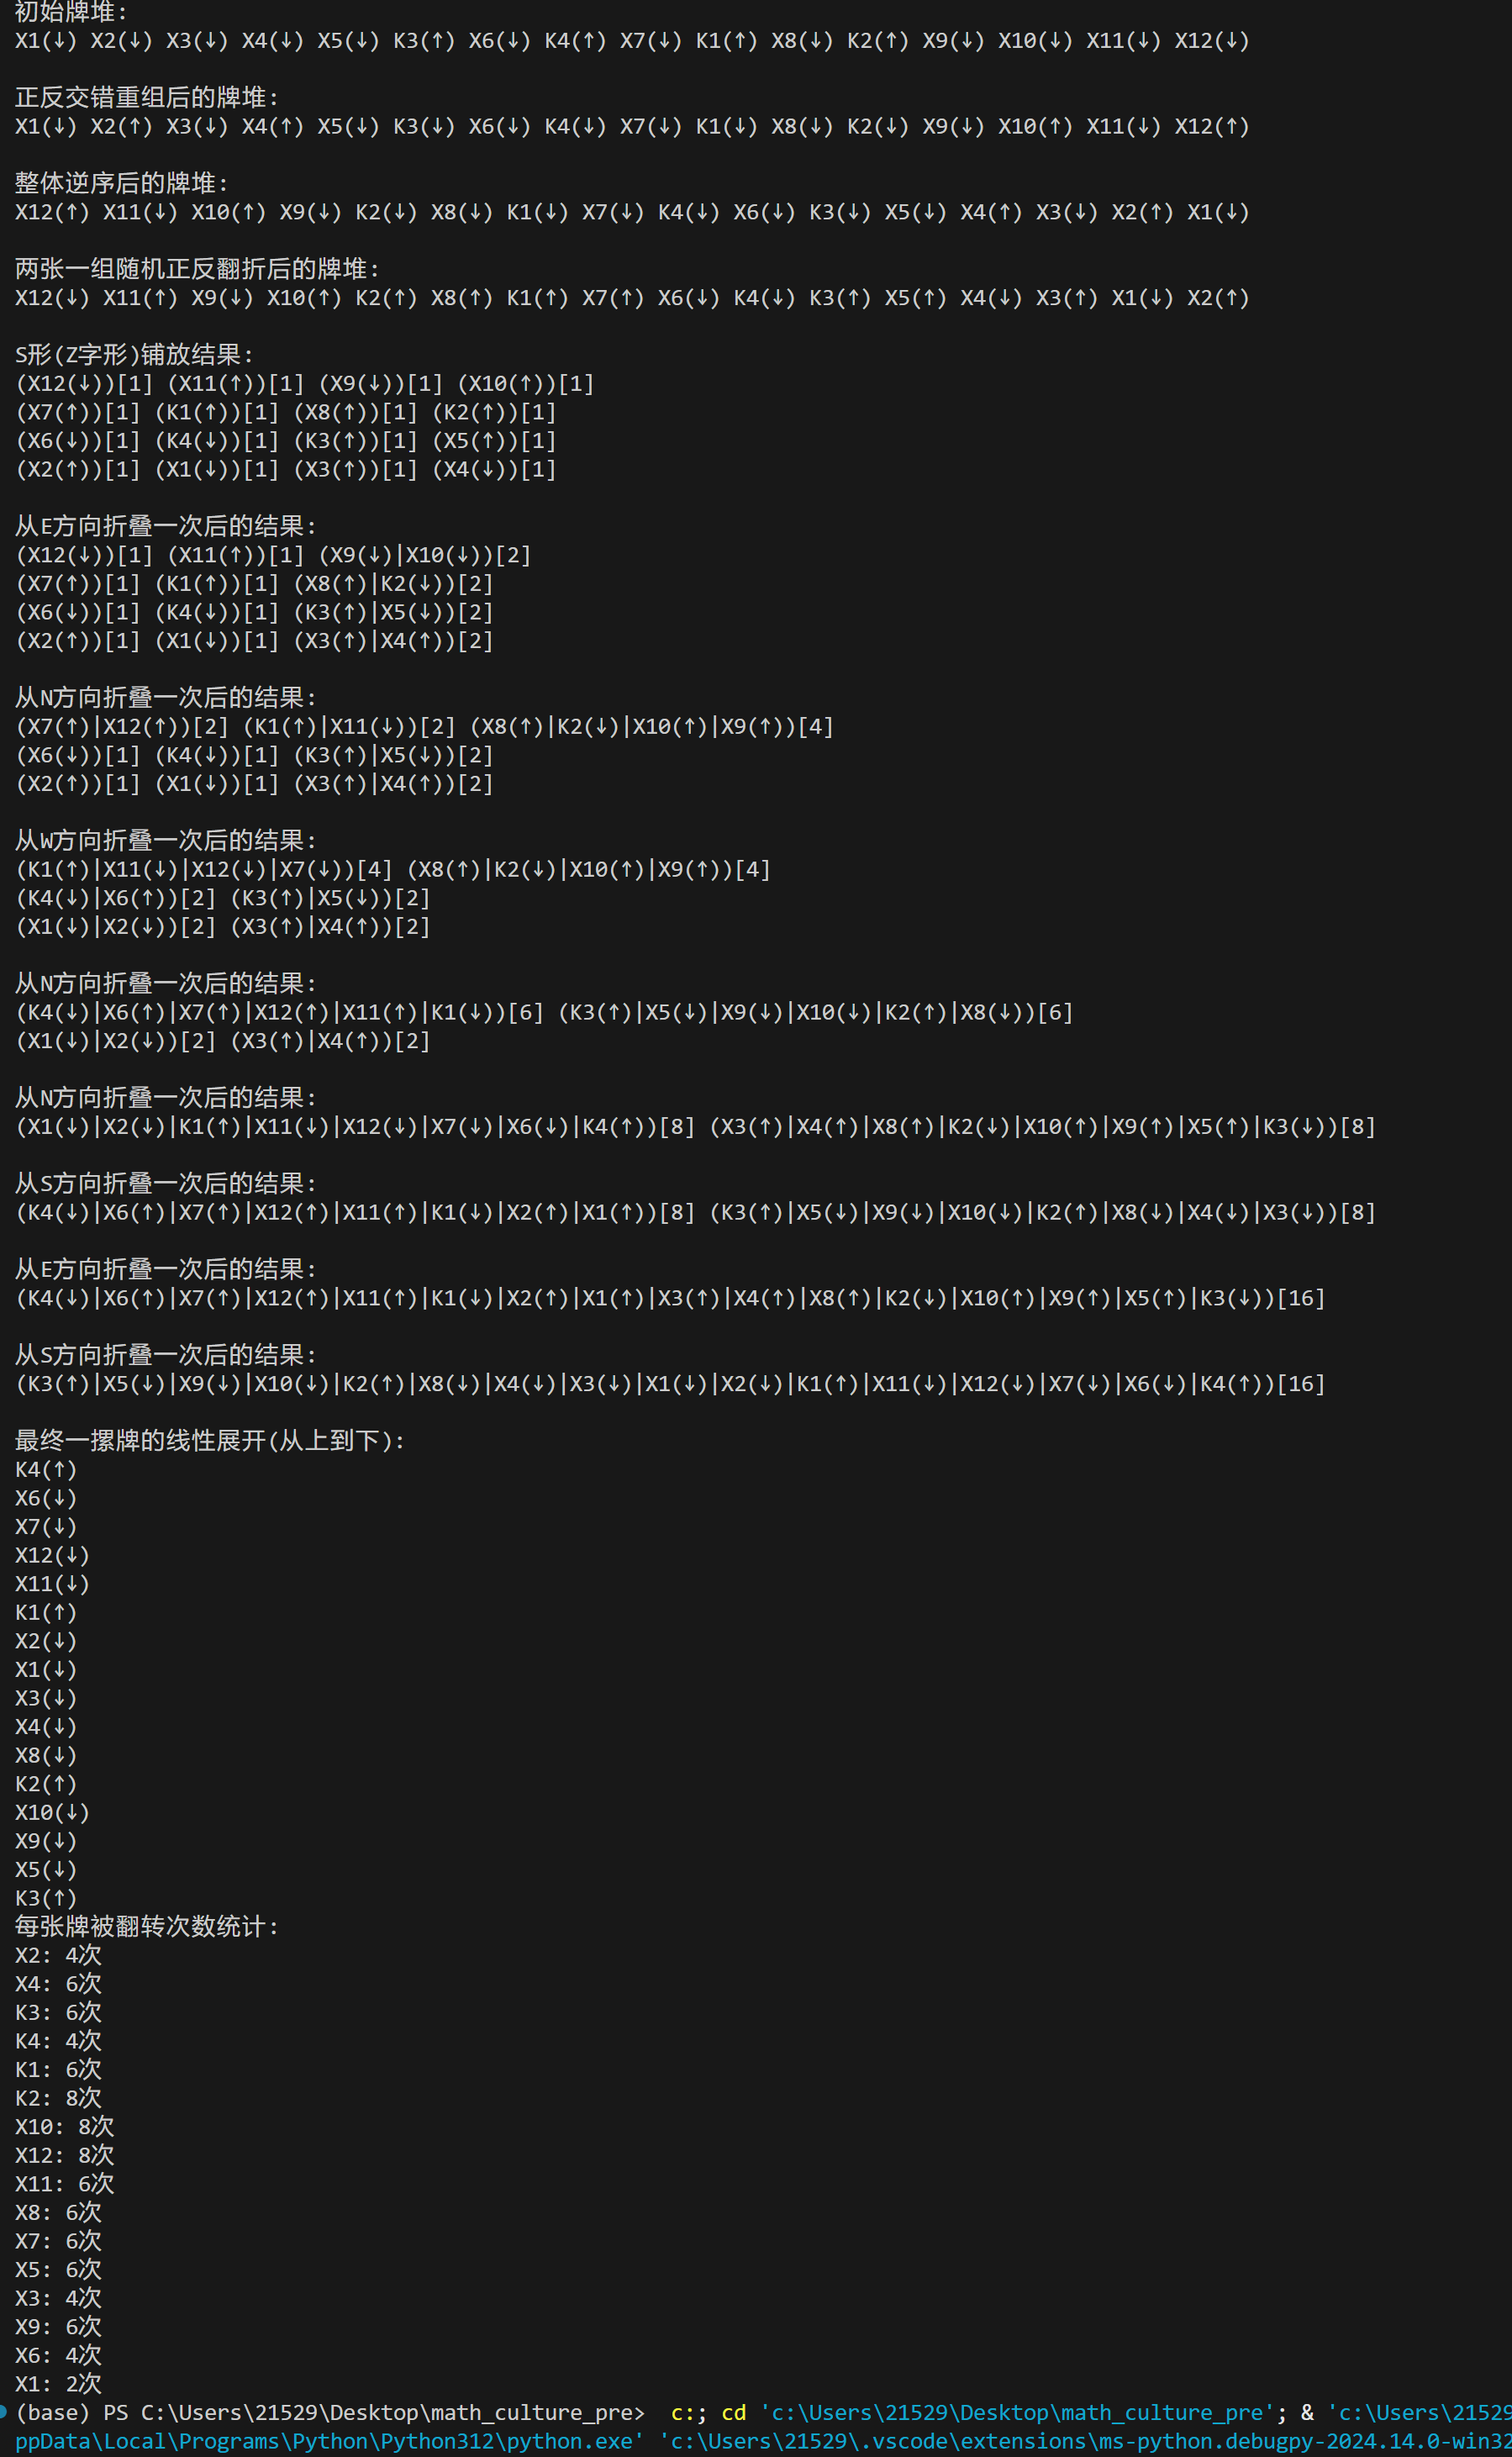 初始牌堆:
X1(↓) X2(↓) X3(↓) X4(↓) X5(↓) K3(↑) X6(↓) K4(↑) X7(↓) K1(↑) X8(↓) K2(↑) X9(↓) X10(↓) X11(↓) X12(↓)
正反交错重组后的牌堆:
X1(↓) X2(↑) X3(↓) X4(↑) X5(↓) K3(↓) X6(↓) K4(↓) X7(↓) K1(↓) X8(↓) K2(↓) X9(↓) X10(↑) X11(↓) X12(↑)
整体逆序后的牌堆:
X12(↑) X11(↓) X10(↑) X9(↓) K2(↓) X8(↓) K1(↓) X7(↓) K4(↓) X6(↓) K3(↓) X5(↓) X4(↑) X3(↓) X2(↑) X1(↓)
两张一组随机正反翻折后的牌堆:
X12(↓) X11(↑) X9(↓) X10(↑) K2(↑) X8(↑) K1(↑) X7(↑) X6(↓) K4(↓) K3(↑) X5(↑) X4(↓) X3(↑) X1(↓) X2(↑)
S形(Z字形)铺放结果:
(X12(↓))[1] (X11(↑))[1] (X9(↓))[1] (X10(↑))[1]
(X7(↑))[1] (K1(↑))[1] (X8(↑))[1] (K2(↑))[1]
(X6(↓))[1] (K4(↓))[1] (K3(↑))[1] (X5(↑))[1]
(X2(↑))[1] (X1(↓))[1] (X3(↑))[1] (X4(↓))[1]
从E方向折叠一次后的结果:
(X12(↓))[1] (X11(↑))[1] (X9(↓)|X10(↓))[2]
(X7(↑))[1] (K1(↑))[1] (X8(↑)|K2(↓))[2]
(X6(↓))[1] (K4(↓))[1] (K3(↑)|X5(↓))[2]
(X2(↑))[1] (X1(↓))[1] (X3(↑)|X4(↑))[2]
从N方向折叠一次后的结果:
(X7(↑)|X12(↑))[2] (K1(↑)|X11(↓))[2] (X8(↑)|K2(↓)|X10(↑)|X9(↑))[4]
(X6(↓))[1] (K4(↓))[1] (K3(↑)|X5(↓))[2]
(X2(↑))[1] (X1(↓))[1] (X3(↑)|X4(↑))[2]
从W方向折叠一次后的结果:
(K1(↑)|X11(↓)|X12(↓)|X7(↓))[4] (X8(↑)|K2(↓)|X10(↑)|X9(↑))[4]
(K4(↓)|X6(↑))[2] (K3(↑)|X5(↓))[2]
(X1(↓)|X2(↓))[2] (X3(↑)|X4(↑))[2]
从N方向折叠一次后的结果:
(K4(↓)|X6(↑)|X7(↑)|X12(↑)|X11(↑)|K1(↓))[6] (K3(↑)|X5(↓)|X9(↓)|X10(↓)|K2(↑)|X8(↓))[6]
(X1(↓)|X2(↓))[2] (X3(↑)|X4(↑))[2]
从N方向折叠一次后的结果:
(X1(↓)|X2(↓)|K1(↑)|X11(↓)|X12(↓)|X7(↓)|X6(↓)|K4(↑))[8] (X3(↑)|X4(↑)|X8(↑)|K2(↓)|X10(↑)|X9(↑)|X5(↑)|K3(↓))[8]
从S方向折叠一次后的结果:
(K4(↓)|X6(↑)|X7(↑)|X12(↑)|X11(↑)|K1(↓)|X2(↑)|X1(↑))[8] (K3(↑)|X5(↓)|X9(↓)|X10(↓)|K2(↑)|X8(↓)|X4(↓)|X3(↓))[8]
从E方向折叠一次后的结果:
(K4(↓)|X6(↑)|X7(↑)|X12(↑)|X11(↑)|K1(↓)|X2(↑)|X1(↑)|X3(↑)|X4(↑)|X8(↑)|K2(↓)|X10(↑)|X9(↑)|X5(↑)|K3(↓))[16]
从S方向折叠一次后的结果:
(K3(↑)|X5(↓)|X9(↓)|X10(↓)|K2(↑)|X8(↓)|X4(↓)|X3(↓)|X1(↓)|X2(↓)|K1(↑)|X11(↓)|X12(↓)|X7(↓)|X6(↓)|K4(↑))[16]
最终一摞牌的线性展开(从上到下):
K4(↑)
X6(↓)
X7(↓)
X12(↓)
X11(↓)
K1(↑)
X2(↓)
X1(↓)
X3(↓)
X4(↓)
X8(↓)
K2(↑)
X10(↓)
X9(↓)
X5(↓)
K3(↑)
每张牌被翻转次数统计:
X2: 4次
X4: 6次
K3: 6次
K4: 4次
K1: 6次
K2: 8次
X10: 8次
X12: 8次
X11: 6次
X8: 6次
X7: 6次
X5: 6次
X3: 4次
X9: 6次
X6: 4次
X1: 2次
(base) PS C:\Users\21529\Desktop\math_culture_pre>  c:; cd 'c:\Users\21529\Desktop\math_culture_pre'; & 'c:\Users\21529
ppData\Local\Programs\Python\Python312\python.exe' 'c:\Users\21529\.vscode\extensions\ms-python.debugpy-2024.14.0-win32